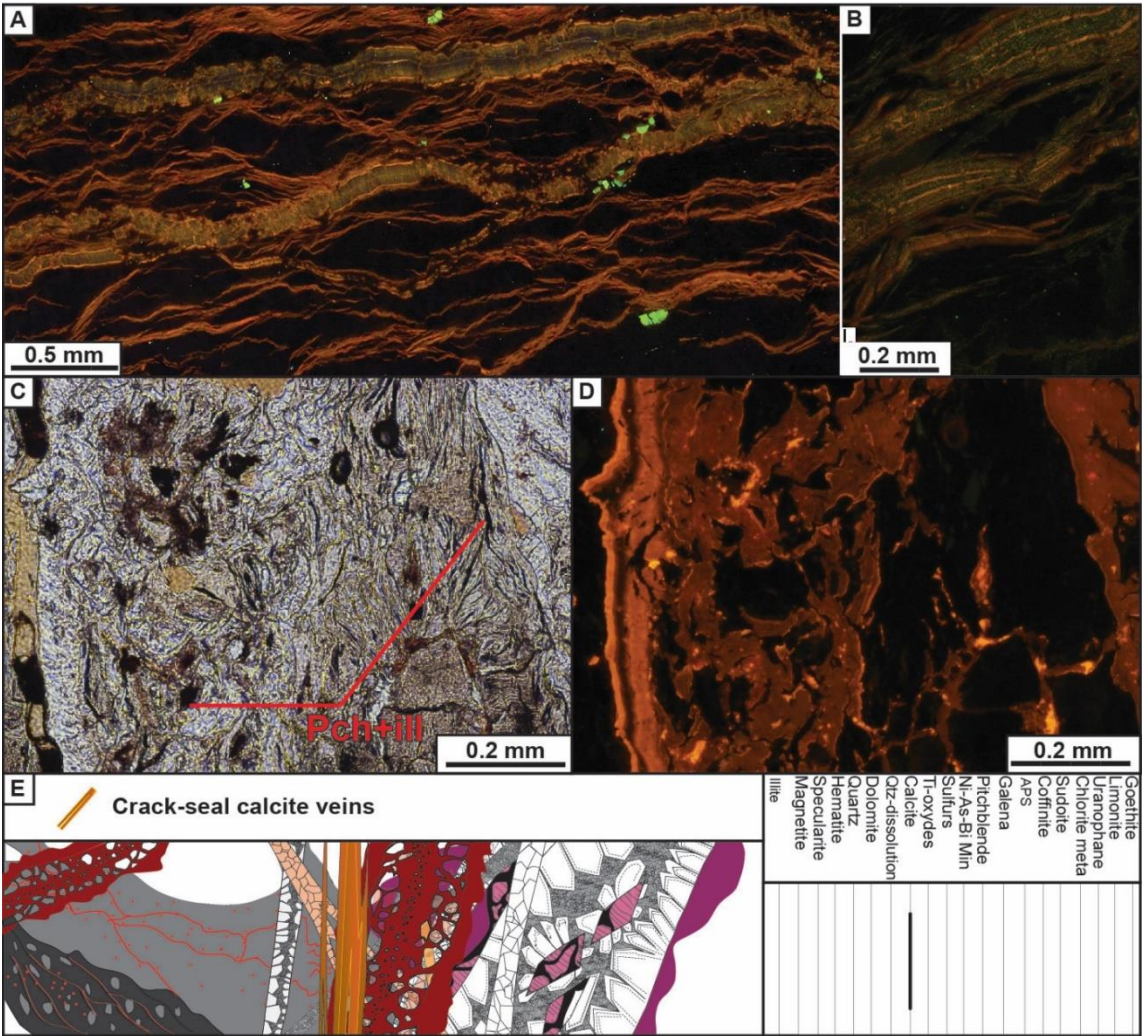 A
B
0.5 mm
0.2 mm
C
D
Pch+ill
0.2 mm
0.2 mm
E
Crack-seal calcite veins
Illite
Magnetite
Specularite
Hematite
Quartz
Dolomite
Qtz-dissolution
Calcite
Ti-oxydes
Sulfurs
Ni-As-Bi Min
Pitchblende
Galena
APS
Coffinite
Sudoite
Chlorite meta
Uranophane
Limonite
Goethite